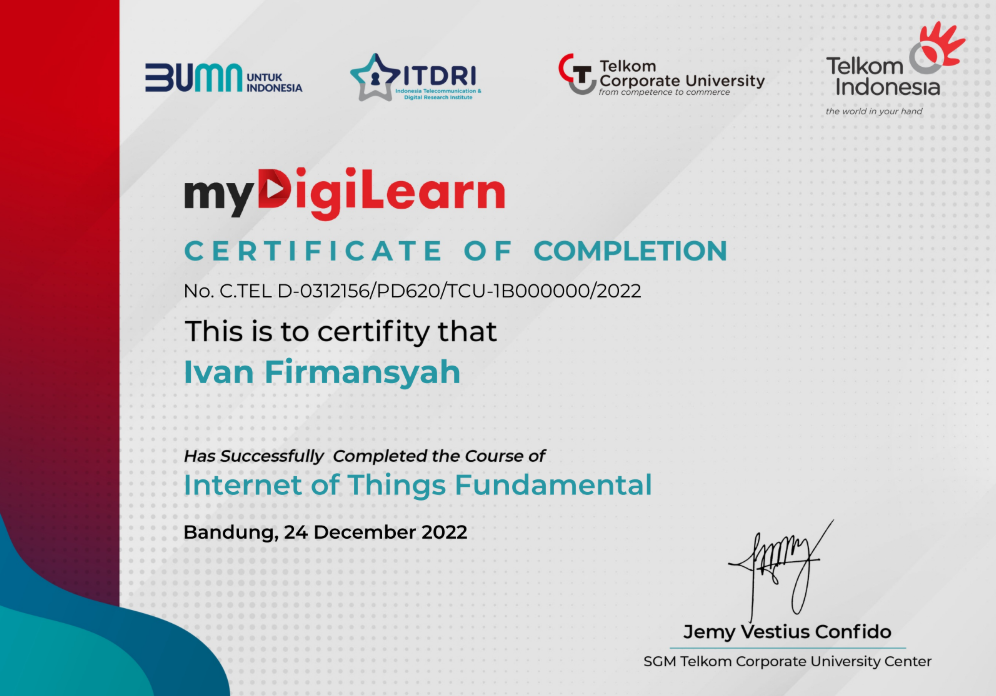 BUMN UNTUK INDONESIA
ITDRI
Indonesia Telecommunication &
Digital Research Institute
Telkom
Corporate University
from competence to commerce
Telkom
Indonesia
the world in your hand
myDigiLearn
CERTIFICATE OF COMPLETION
No. C.TEL D-0312156/PD620/TCU-1B000000/2022
This is to certifity that
Ivan Firmansyah
Has Successfully Completed the Course of
Internet of Things Fundamental
Bandung, 24 December 2022
Jemy Vestius Confido
SGM Telkom Corporate University Center